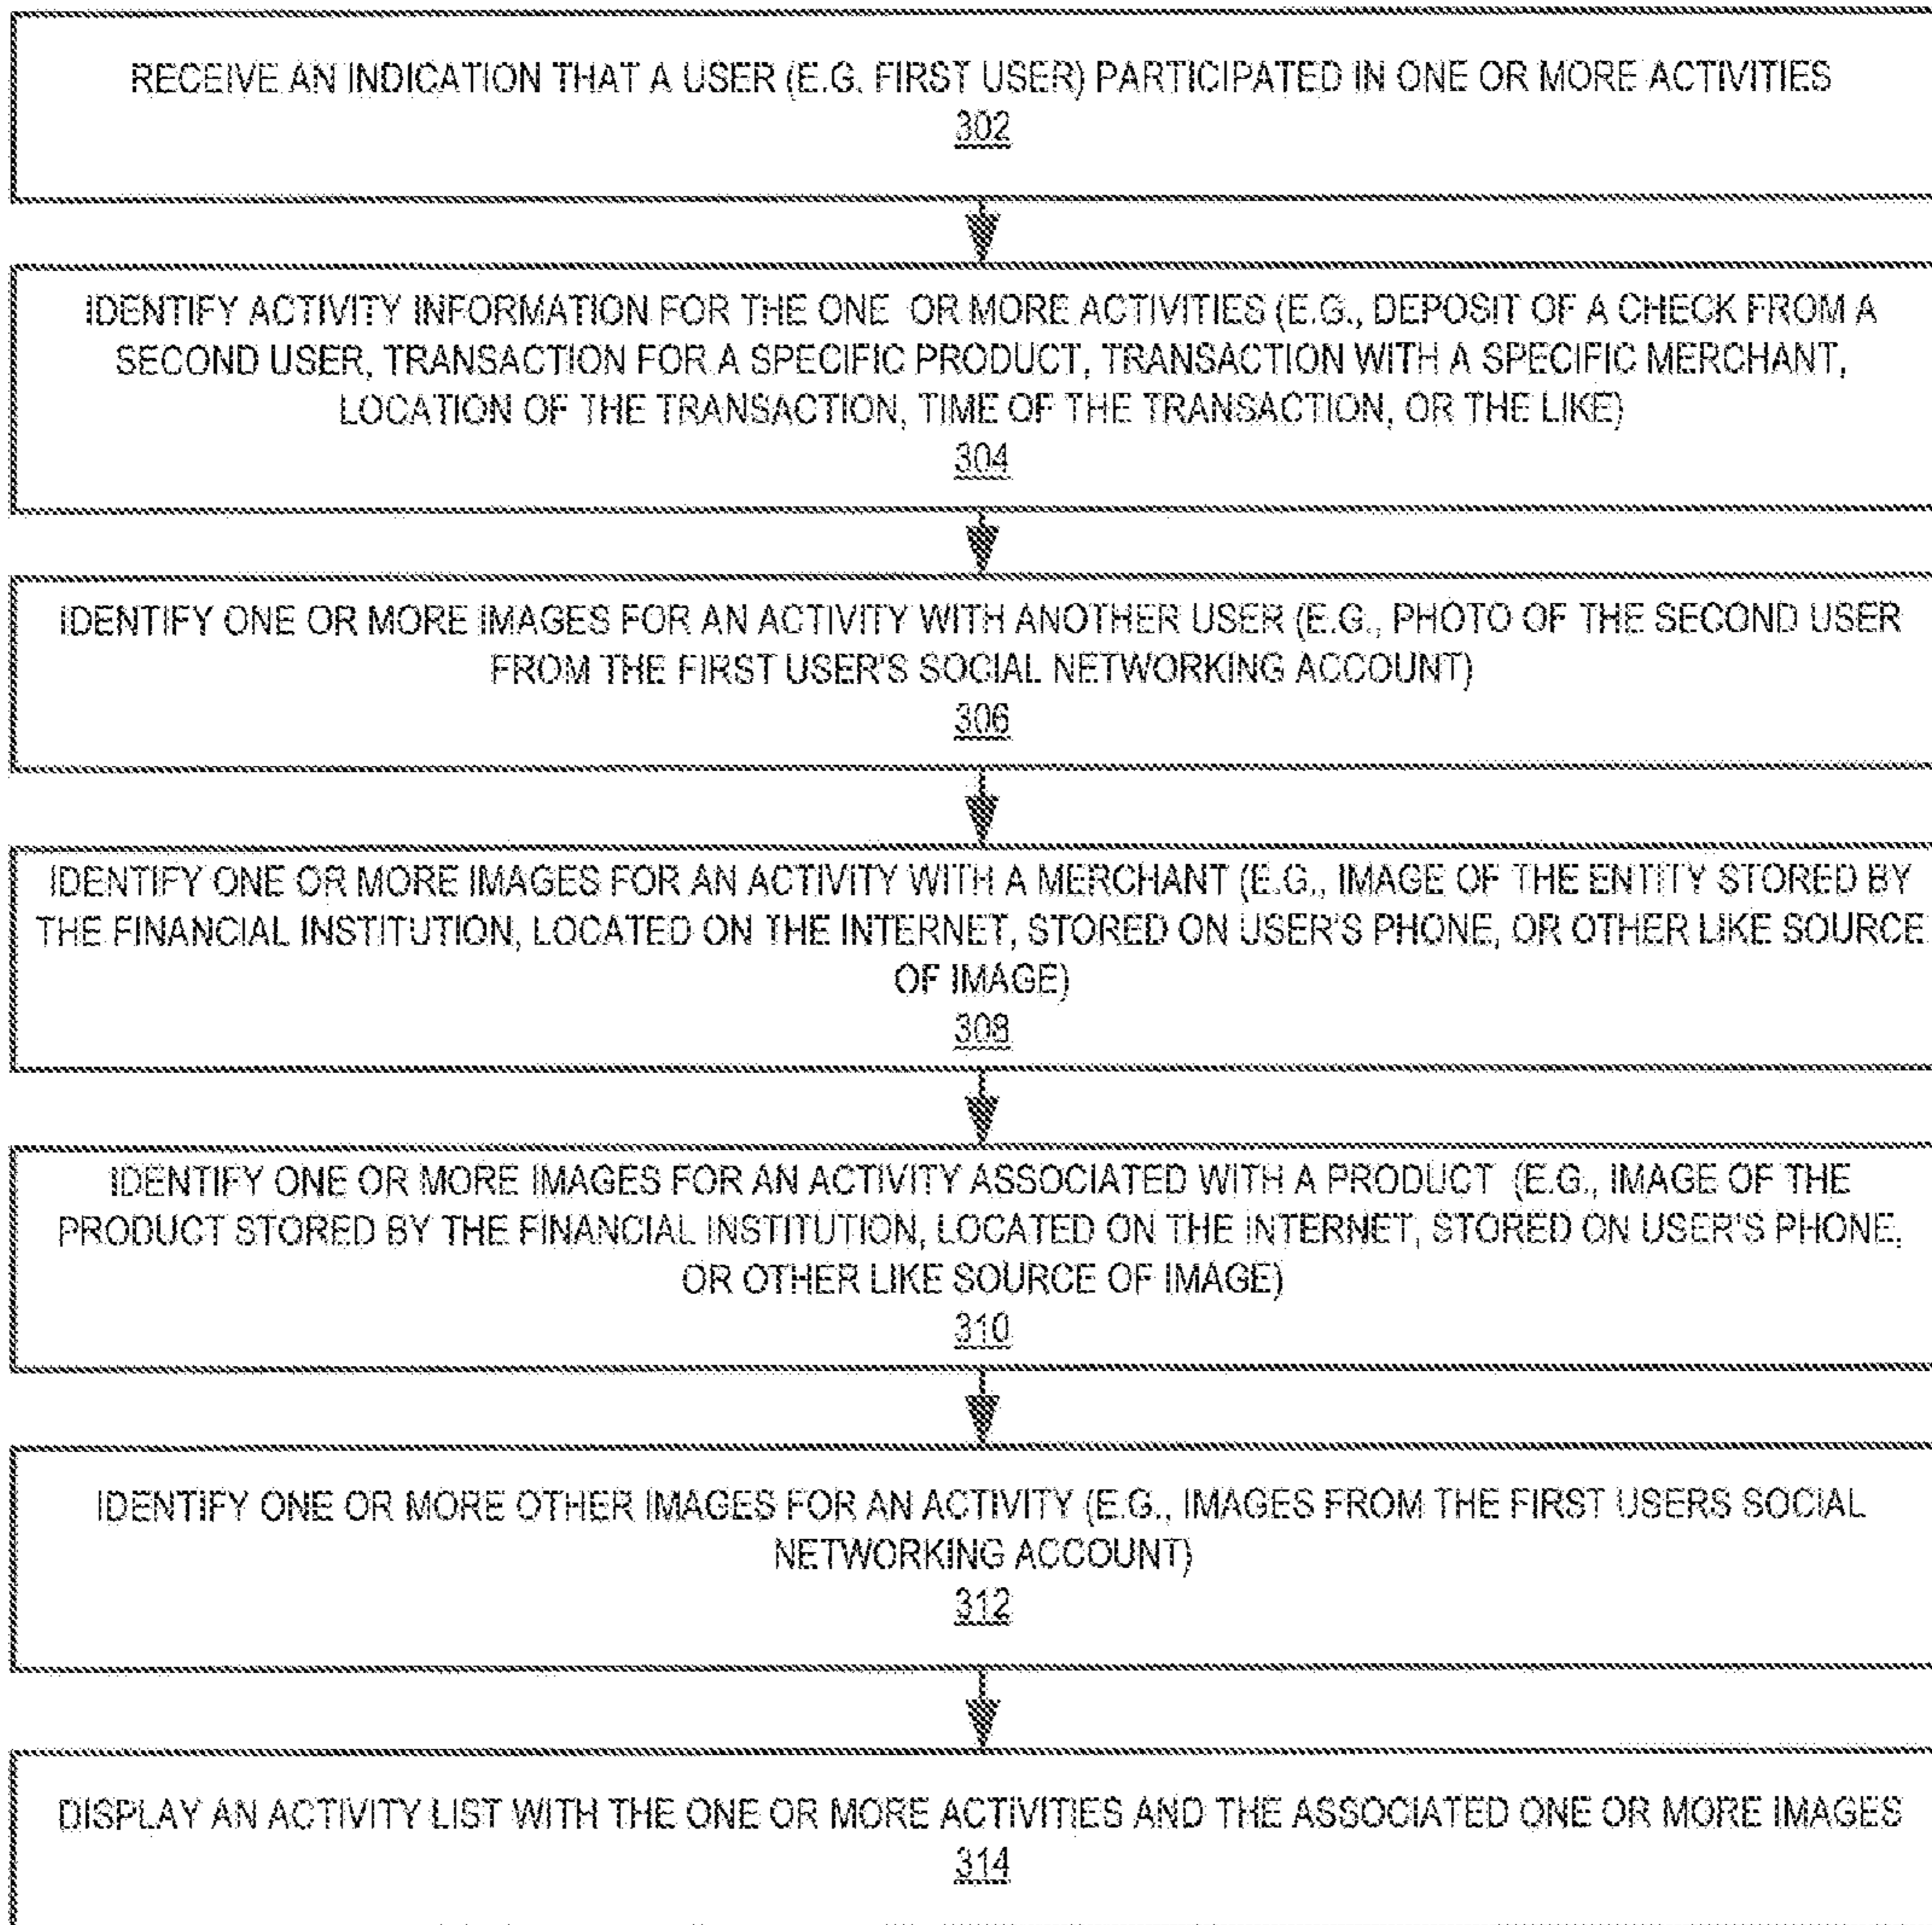 RECEIVE AN INDICATION THAT A USER (E.G. FIRST USER) PARTICIPATED IN ONE OR MORE ACTIVITIES
302
IDENTIFY ACTIVITY INFORMATION FOR THE ONE OR MORE ACTIVITIES (E.G., DEPOSIT OF A CHECK FROM A
SECOND USER, TRANSACTION FOR A SPECIFIC PRODUCT, TRANSACTION WITH A SPECIFIC MERCHANT,
LOCATION OF THE TRANSACTION, TIME OF THE TRANSACTION, OR THE LIKE)
304
IDENTIFY ONE OR MORE IMAGES FOR AN ACTIVITY WITH ANOTHER USER (E.G., PHOTO OF THE SECOND USER
FROM THE FIRST USER'S SOCIAL NETWORKING ACCOUNT)
306
IDENTIFY ONE OR MORE IMAGES FOR AN ACTIVITY WITH A MERCHANT (E.G., IMAGE OF THE ENTITY STORED BY
THE FINANCIAL INSTITUTION, LOCATED ON THE INTERNET, STORED ON USER'S PHONE, OR OTHER LIKE SOURCE
OF IMAGE)
308
IDENTIFY ONE OR MORE IMAGES FOR AN ACTIVITY ASSOCIATED WITH A PRODUCT (E.G., IMAGE OF THE
PRODUCT STORED BY THE FINANCIAL INSTITUTION, LOCATED ON THE INTERNET, STORED ON USER'S PHONE,
OR OTHER LIKE SOURCE OF IMAGE)
310
IDENTIFY ONE OR MORE OTHER IMAGES FOR AN ACTIVITY (E.G., IMAGES FROM THE FIRST USERS SOCIAL
NETWORKING ACCOUNT)
312
DISPLAY AN ACTIVITY LIST WITH THE ONE OR MORE ACTIVITIES AND THE ASSOCIATED ONE OR MORE IMAGES
314